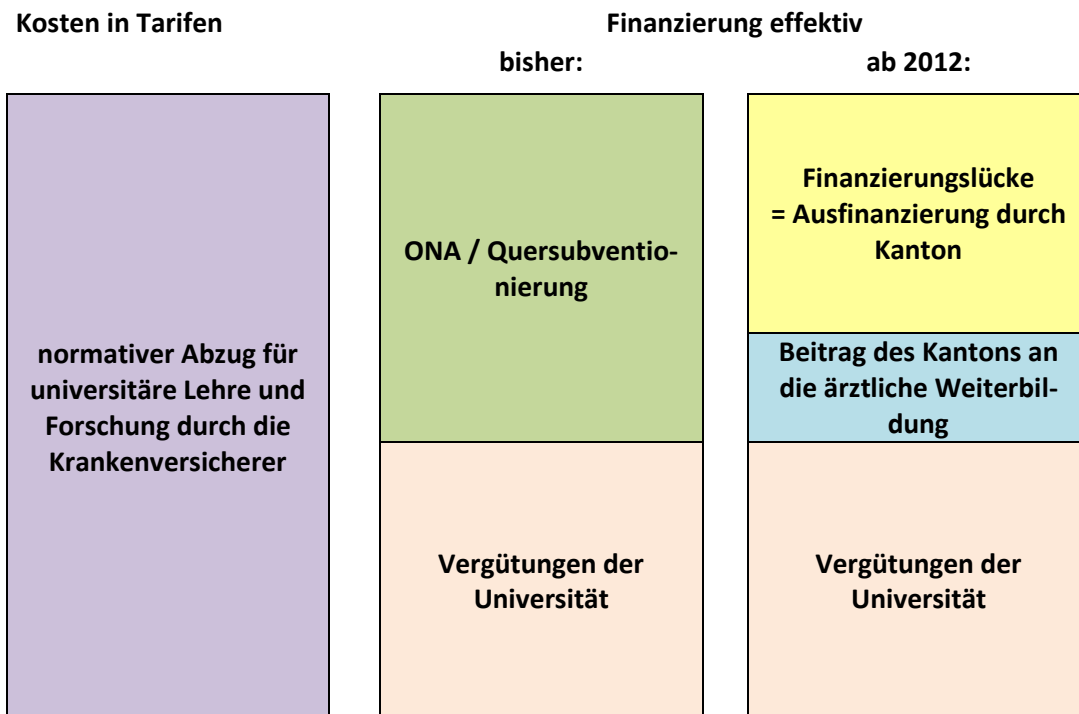 Kosten in Tarifen
Finanzierung effektiv
bisher:
ab 2012:
normativer Abzug für
universitäre Lehre und
Forschung durch die
Krankenversicherer
ONA / Quersubventio-
nierung
Vergütungen der
Universität
Finanzierungslücke
= Ausfinanzierung durch
Kanton
Beitrag des Kantons an
die ärztliche Weiterbil-
dung
Vergütungen der
Universität